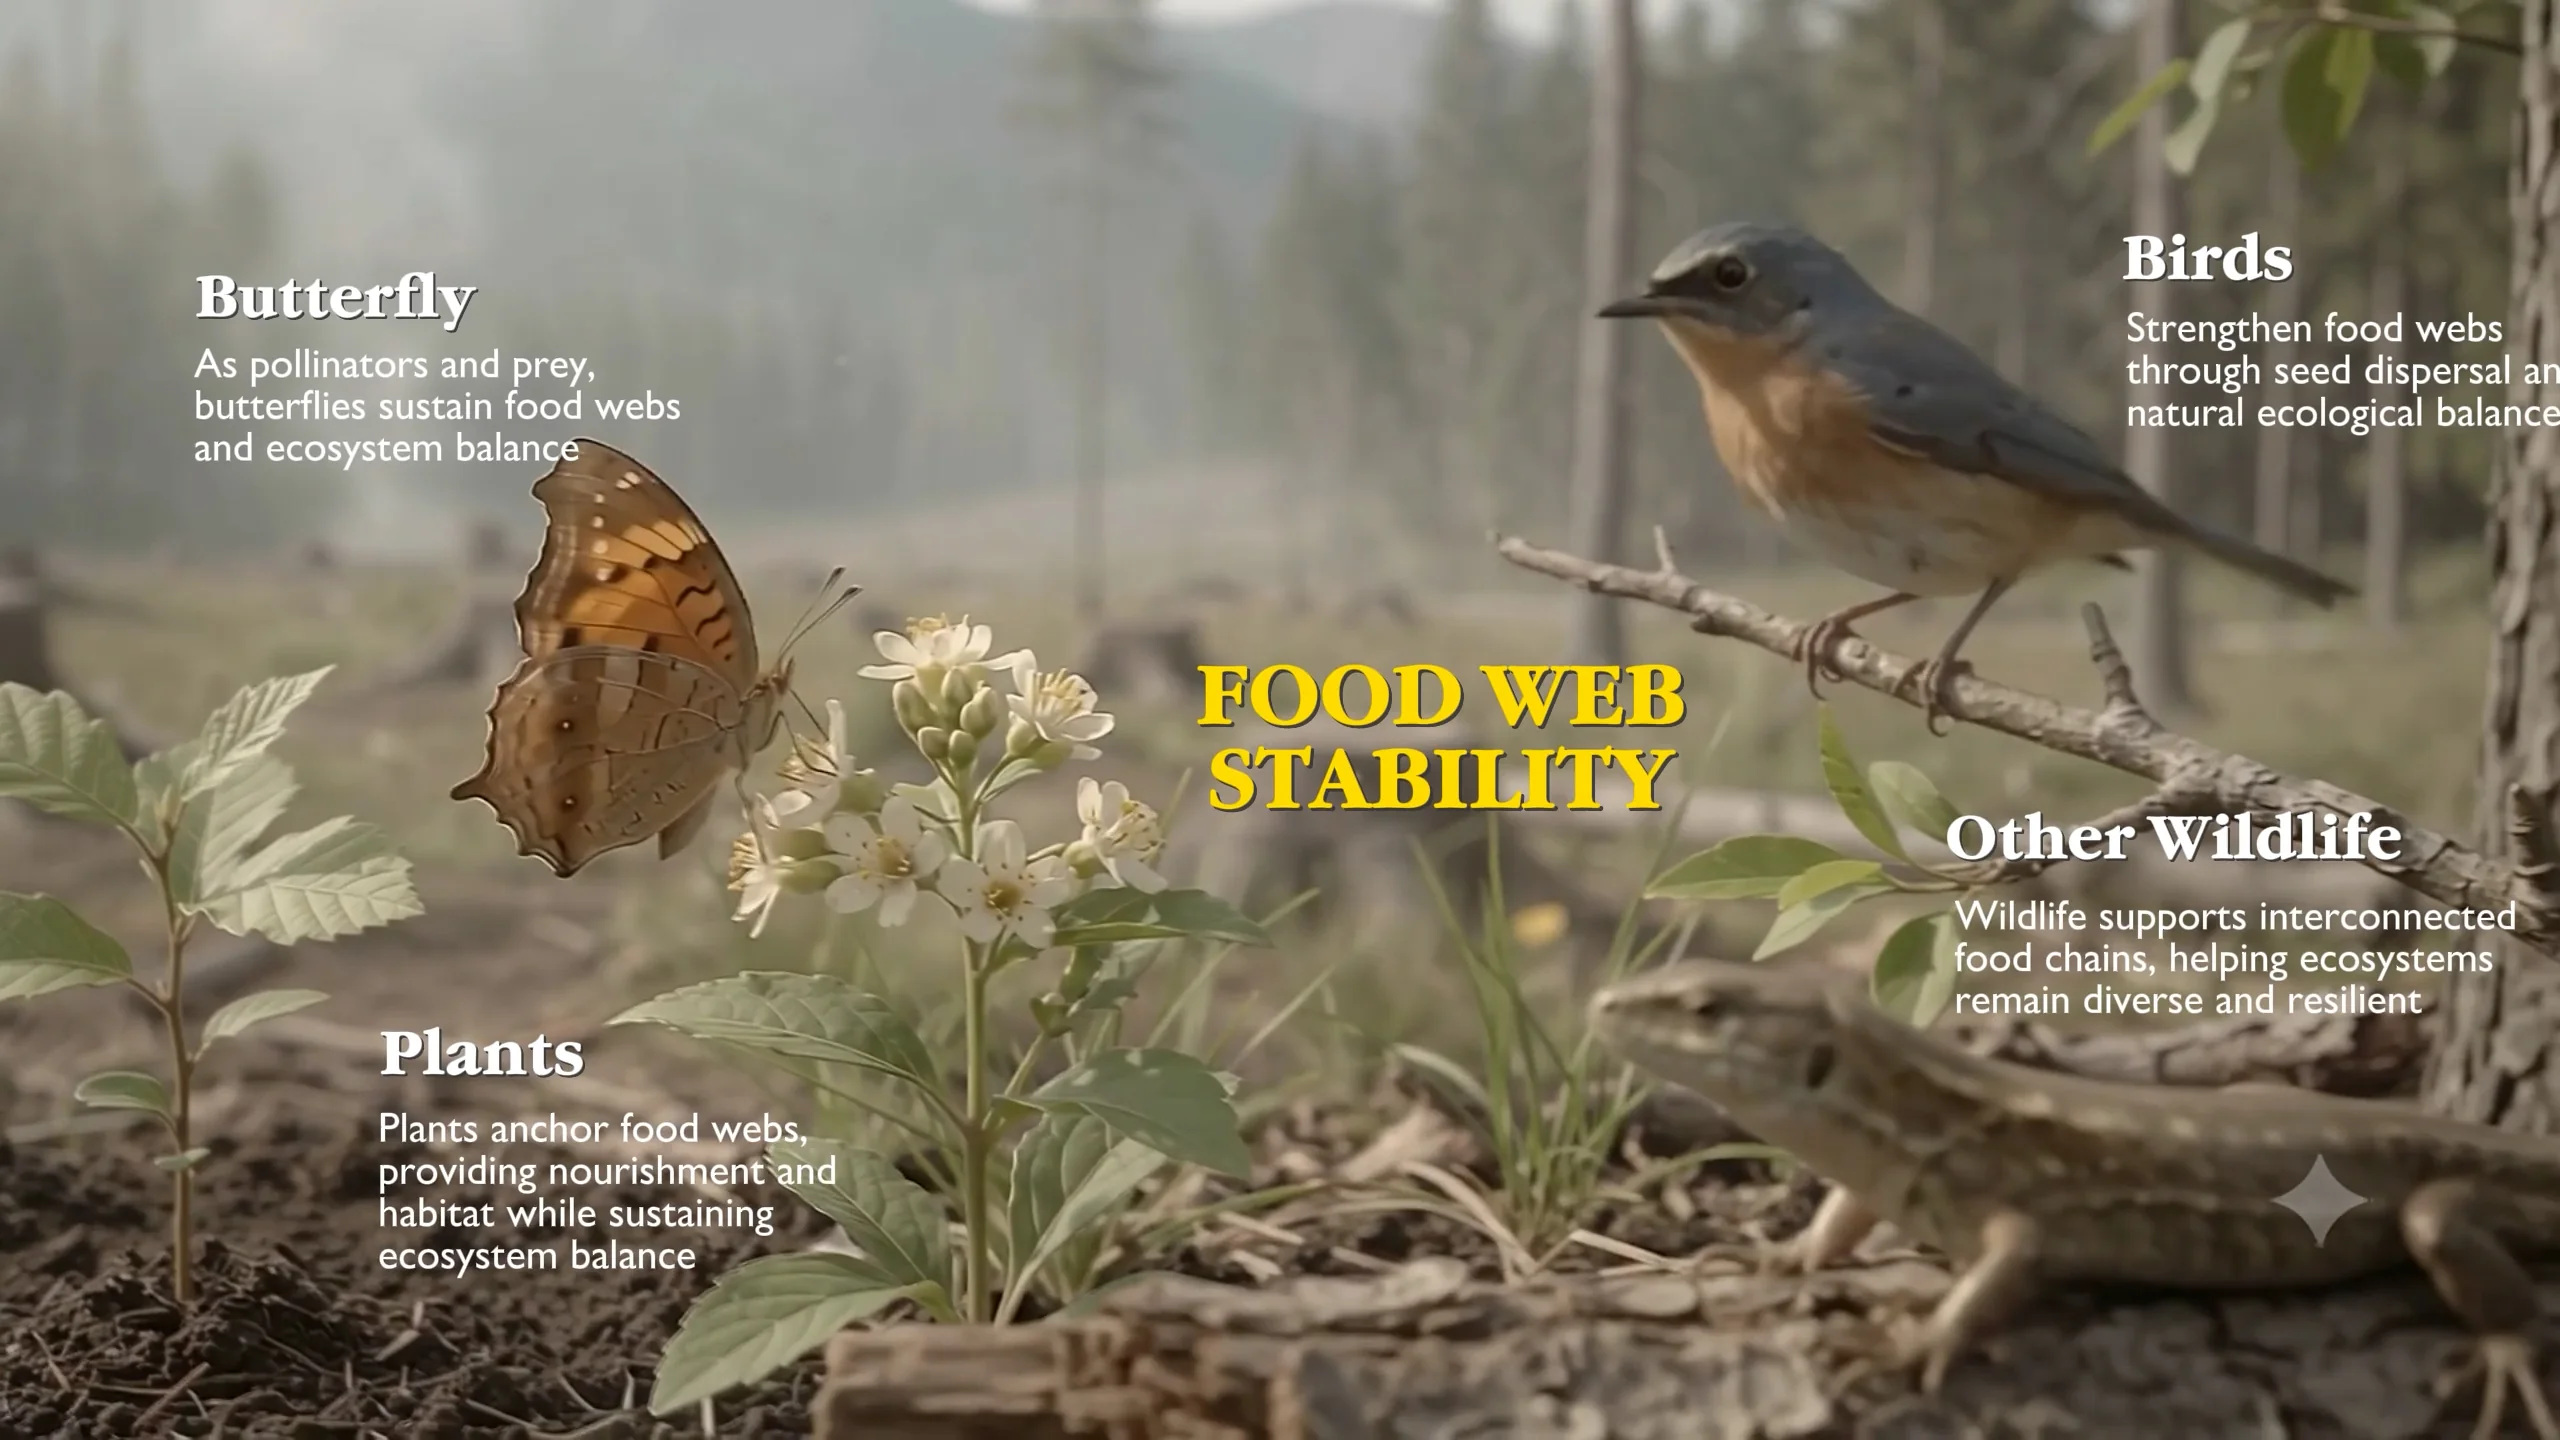 Butterfly
As pollinators and prey,
butterflies sustain food webs
and ecosystem balance
Birds
Strengthen food webs
through seed dispersal an
natural ecological balance
FOOD WEB
STABILITY
Other Wildlife
Wildlife supports interconnected
food chains, helping ecosystems
remain diverse and resilient
Plants
Plants anchor food webs,
providing nourishment and
habitat while sustaining
ecosystem balance